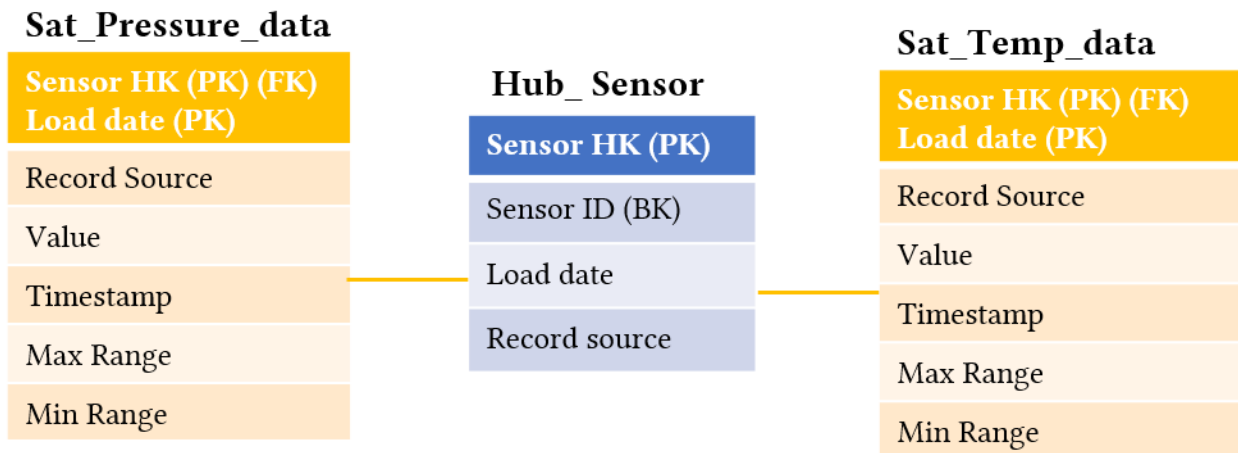 Sat_Pressure_data
Sensor HK (PK) (FK)
Load date (PK)
Record Source
Value
Timestamp
Max Range
Min Range
Hub_ Sensor
Sensor HK (PK)
Sensor ID (BK)
Load date
Record source
Sat_Temp_data
Sensor HK (PK) (FK)
Load date (PK)
Record Source
Value
Timestamp
Max Range
Min Range